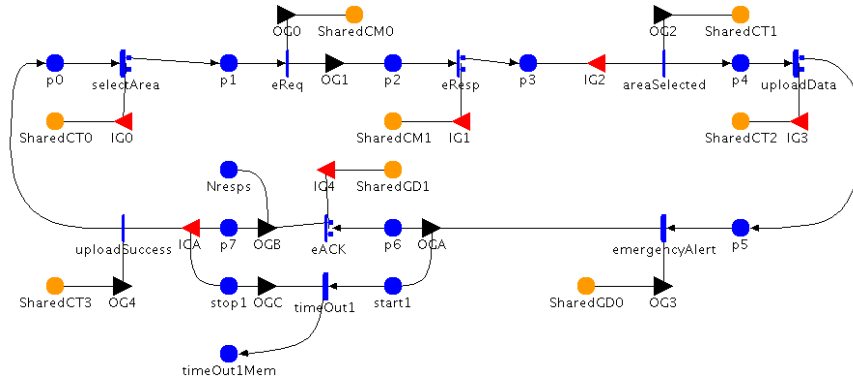 OG0 SharedCM0 OG2 SharedCT1
p0 selectArea p1 eReq OG1 p2 eResp p3 IG2 areaSelected p4 uploadData
SharedCT0 IG0 SharedCM1 IG1 SharedCT2 IG3
Nresps IG4 SharedGD1
uploadSuccess ICA p7 OGB eACK p6 OGA emergencyAlert p5
SharedCT3 OG4 stop1 OGC timeOut1 start1 SharedGD0 OG3
timeOut1Mem